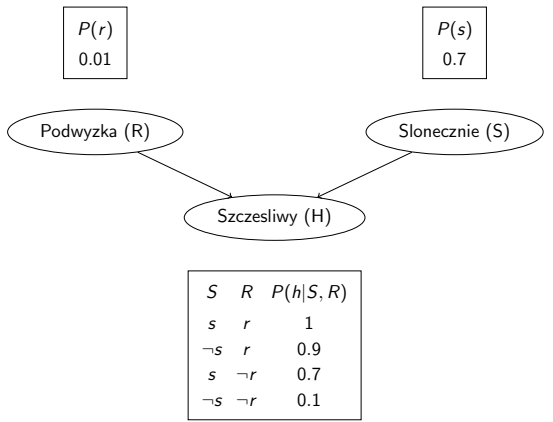 P(r)
0.01
P(s)
0.7
Podwyzka (R)
Slonecznie (S)
Szczesliwy (H)
S R P(h|S, R)
s r 1
¬s r 0.9
s ¬r 0.7
¬s ¬r 0.1